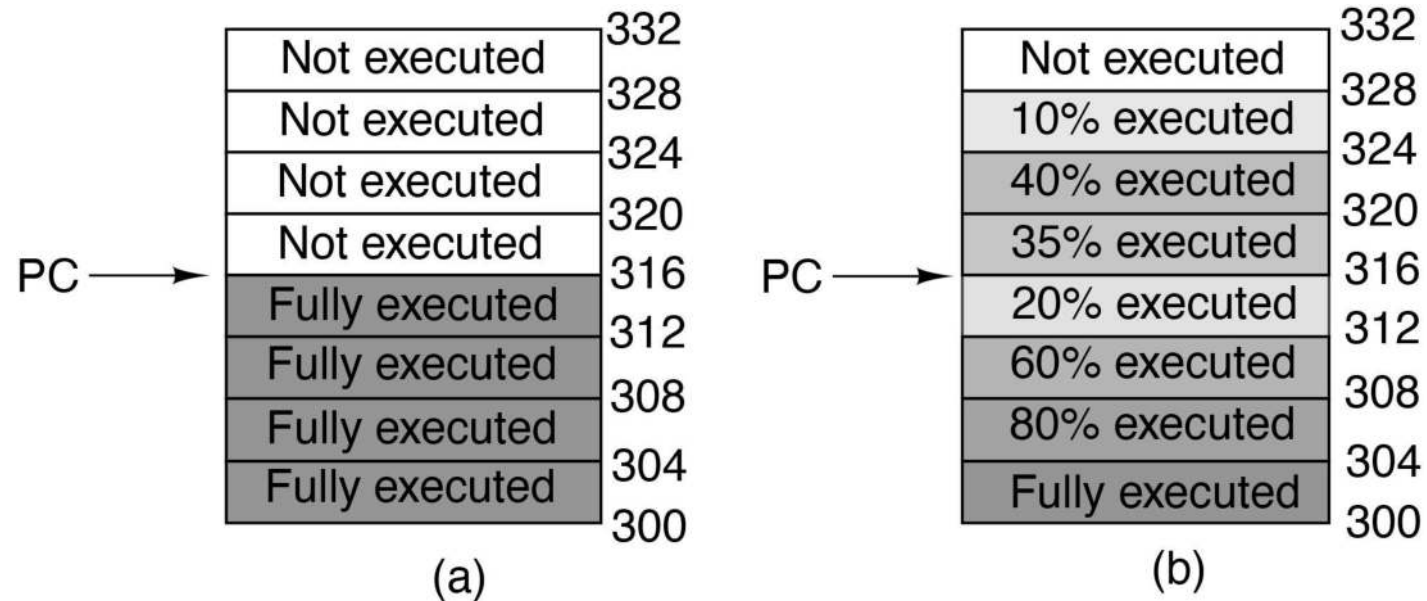 332
Not executed
328
Not executed
324
Not executed
320
Not executed
PC
316
Fully executed
312
Fully executed
308
Fully executed
304
Fully executed
300
(a)
332
Not executed
328
10% executed
324
40% executed
320
35% executed
PC
316
20% executed
312
60% executed
308
80% executed
304
Fully executed
300
(b)